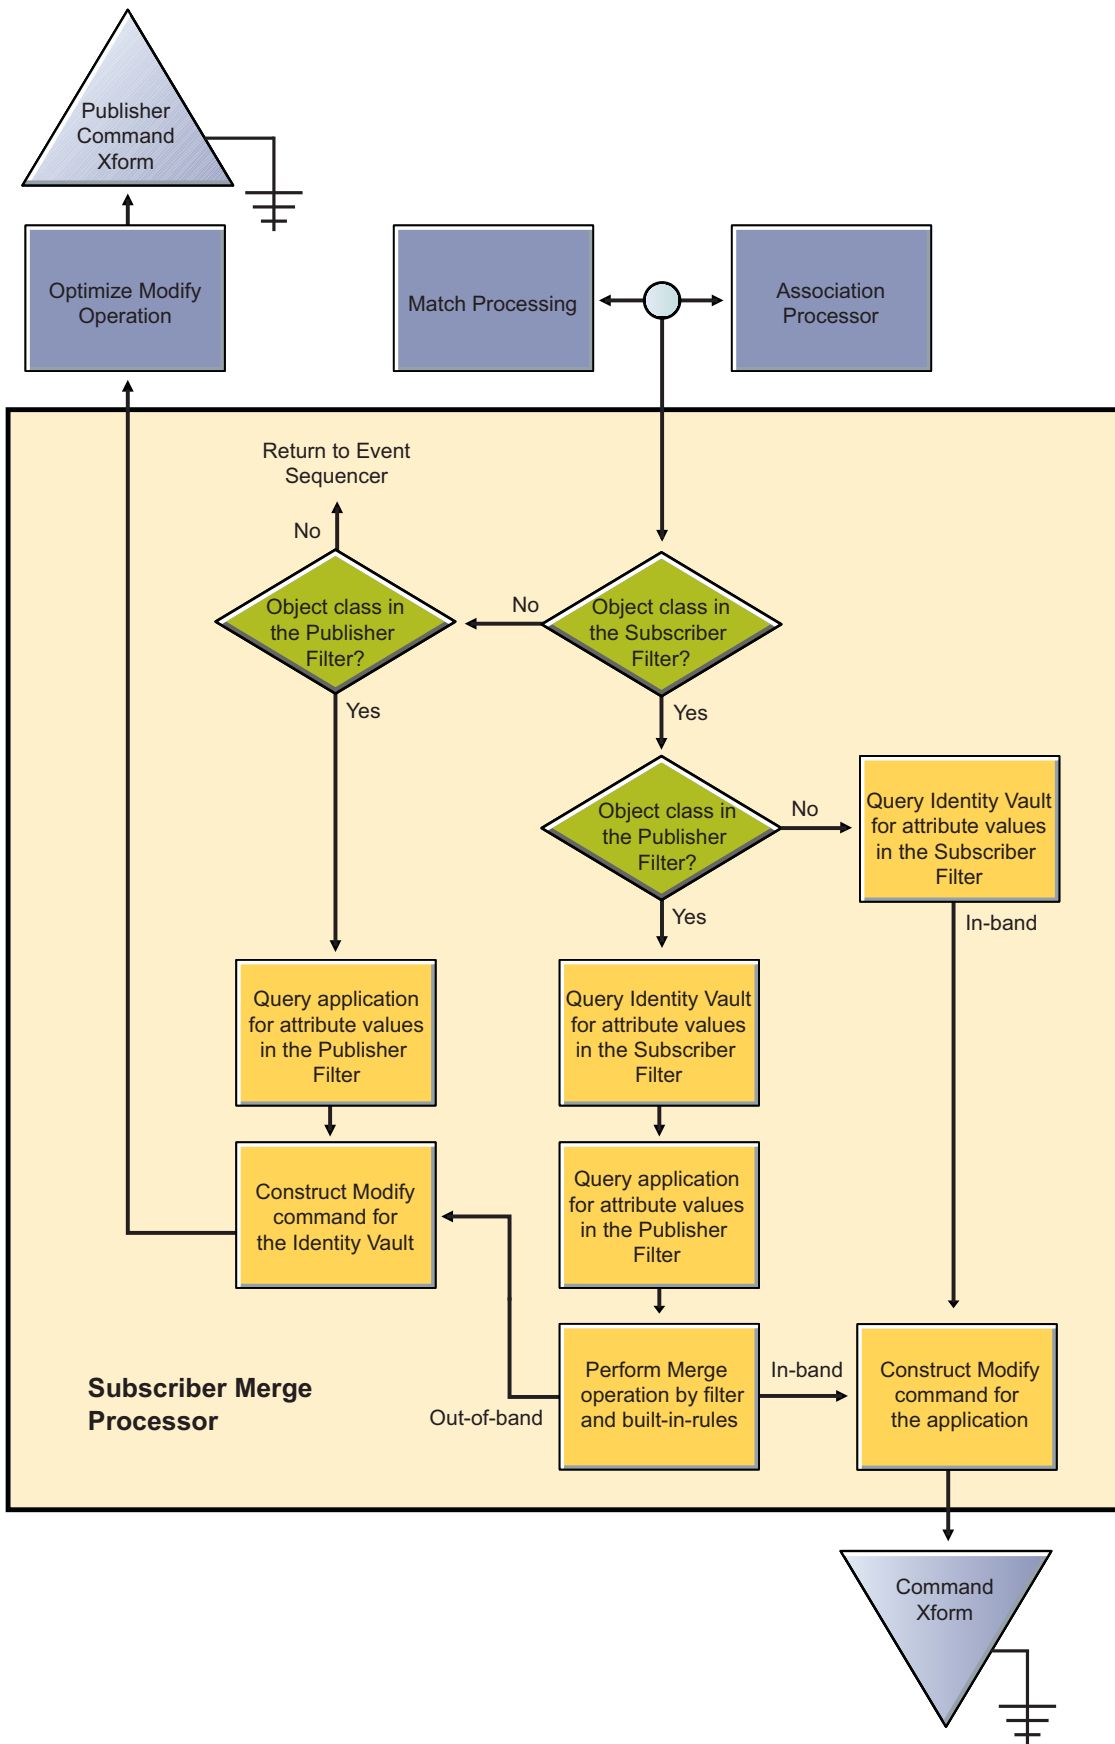 Publisher
Command
Xform
Optimize Modify
Operation
Match Processing
Association
Processor
Return to Event
Sequencer
No
Object class in
the Publisher
Filter?
No
Object class in
the Subscriber
Filter?
Yes
Yes
Object class in
the Publisher
Filter?
No
Query Identity Vault
for attribute values
in the Subscriber
Filter
Yes
In-band
Query application
for attribute values
in the Publisher
Filter
Query Identity Vault
for attribute values
in the Subscriber
Filter
Construct Modify
command for
the Identity Vault
Query application
for attribute values
in the Publisher
Filter
Subscriber Merge
Processor
Out-of-band
Perform Merge
operation by filter
and built-in-rules
In-band
Construct Modify
command for
the application
Command
Xform